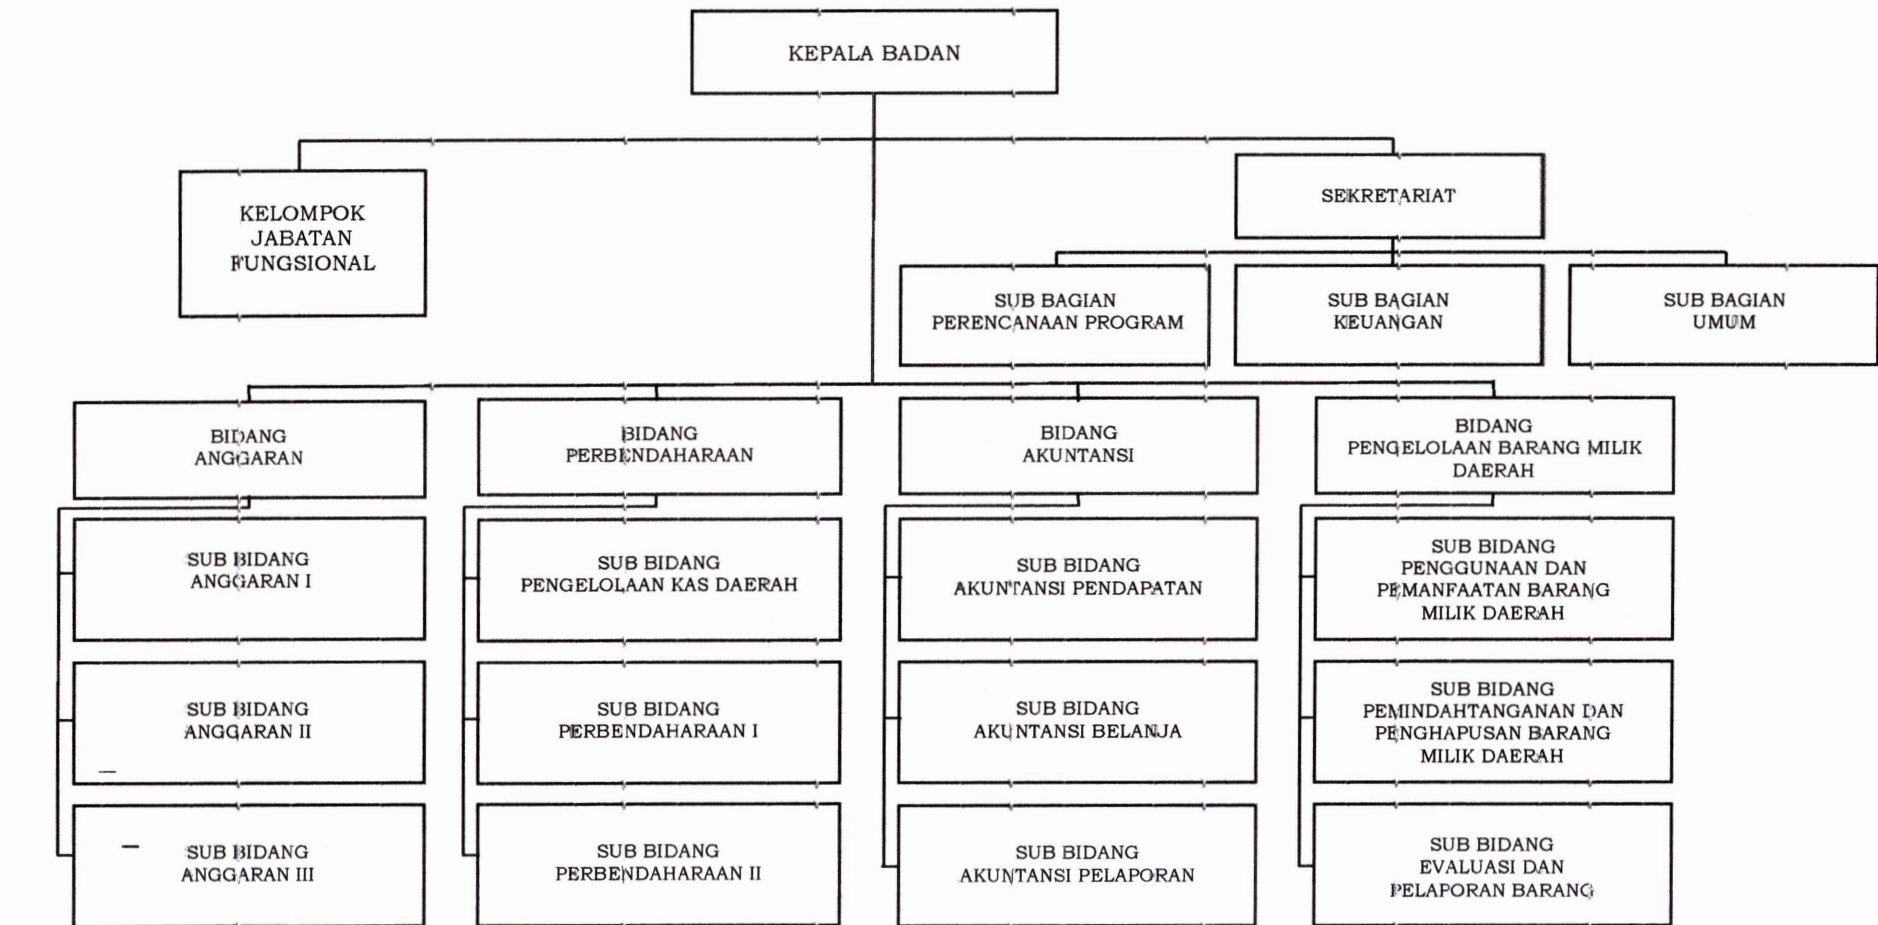 KEPALA BADAN
KELOMPOK
JABATAN
FUNGSIONAL
SEKRETARIAT
SUB BAGIAN
PERENCANAAN PROGRAM
SUB BAGIAN
KEUANGAN
SUB BAGIAN
UMUM
BIDANG
ANGGARAN
BIDANG
PERBENDAHARAAN
BIDANG
AKUNTANSI
BIDANG
PENGELOLAAN BARANG MILIK
DAERAH
SUB BIDANG
ANGGARAN I
SUB BIDANG
PENGELOLAAN KAS DAERAH
SUB BIDANG
AKUNTANSI PENDAPATAN
SUB BIDANG
PENGGUNAAN DAN
PEMANFAATAN BARANG
MILIK DAERAH
SUB BIDANG
ANGGARAN II
SUB BIDANG
PERBENDAHARAAN I
SUB BIDANG
AKUNTANSI BELANJA
SUB BIDANG
PEMINDAHTANGANAN DAN
PENGHAPUSAN BARANG
MILIK DAERAH
SUB BIDANG
ANGGARAN III
SUB BIDANG
PERBENDAHARAAN II
SUB BIDANG
AKUNTANSI PELAPORAN
SUB BIDANG
EVALUASI DAN
PELAPORAN BARANG